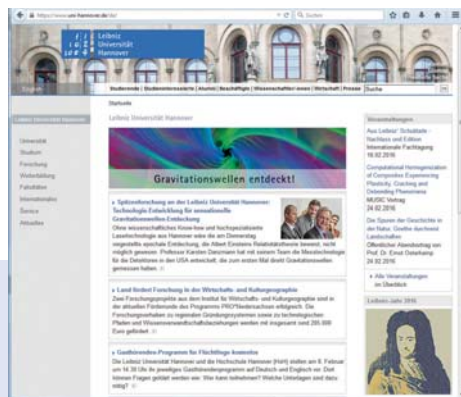 https://www.uni-hannover.de/de/
Suchen
Leibniz
Universität
Hannover
English
Studierende | Studieninteressierte | Alumni | Beschäftigte | Wissenschaftler/-innen | Wirtschaft | Presse
Suche
Startseite
Leibniz Universität Hannover
Leibniz Universität Hannover
Universität
Studium
Forschung
Weiterbildung
Fakultäten
Internationales
Service
Aktuelles
Gravitationswellen entdeckt!
Spitzenforschung an der Leibniz Universität Hannover:
Technologie-Entwicklung für sensationelle
Gravitationswellen-Entdeckung
Ohne wissenschaftliches Know-how und hochspezialisierte
Lasertechnologie aus Hannover wäre die am Donnerstag
vorgestellte epochale Entdeckung, die Albert Einsteins Relativitätstheorie beweist, nicht
möglich gewesen. Professor Karsten Danzmann hat mit seinem Team die Messtechnologie
für die Detektoren in den USA entwickelt, die zum ersten Mal direkt Gravitationswellen
gemessen haben.
Land fördert Forschung in der Wirtschafts- und Kulturgeographie
Zwei Forschungsprojekte aus dem Institut für Wirtschafts- und Kulturgeographie sind in
der aktuellen Förderrunde des Programms PRO*Niedersachsen erfolgreich. Die
Forschungsvorhaben zu regionalen Gründungssystemen sowie zu technologischen
Pfaden und Wissensverwandtschaftsbeziehungen werden mit insgesamt rund 295.000
Euro gefördert.
Gasthörenden-Programm für Flüchtlinge kostenlos
Die Leibniz Universität Hannover und die Hochschule Hannover (HsH) stellen am 8. Februar
um 14.30 Uhr ihr jeweiliges Gasthörendenprogramm auf Deutsch und Englisch vor. Dort
können Fragen geklärt werden wie: Wer kann teilnehmen? Welche Unterlagen sind dazu
nötig?
Veranstaltungen
Aus Leibniz' Schublade -
Nachlass und Edition
Internationale Fachtagung
18.02.2016
Computational Homogenization
of Composites Experiencing
Plasticity, Cracking and
Debonding Phenomena
MUSIC Vortrag
24.02.2016
Die Spuren der Geschichte in
der Natur: Goethe durchreist
Landschaften
Öffentlicher Abendvortrag von
Prof. Dr. Ernst Osterkamp
24.02.2016
Alle Veranstaltungen
im Überblick
Leibniz-Jahr 2016